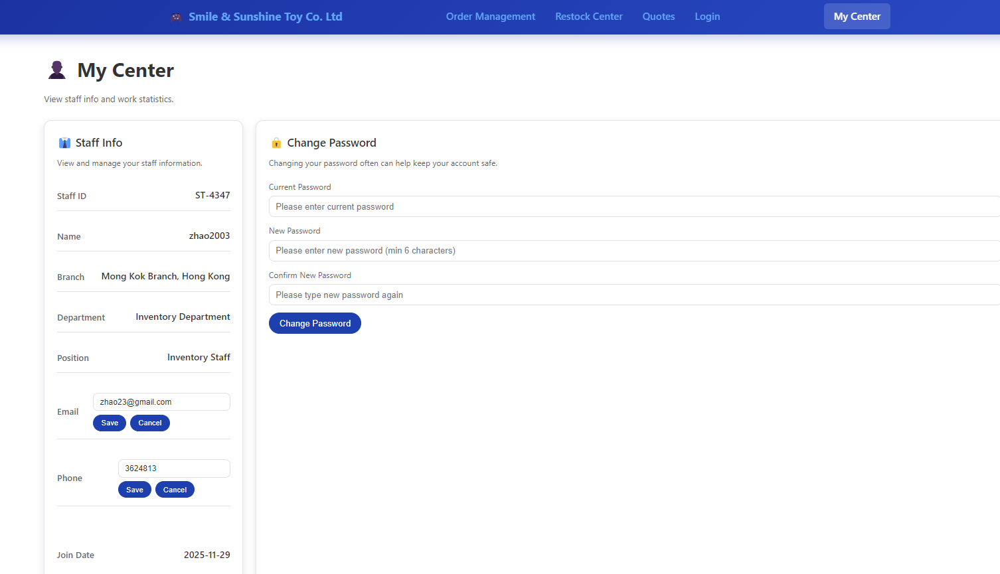 Smile & Sunshine Toy Co. Ltd
Order Management
Restock Center
Quotes
Login
My Center
My Center
View staff info and work statistics.
Staff Info
View and manage your staff information.
Staff ID ST-4347
Name zhao2003
Branch Mong Kok Branch, Hong Kong
Department Inventory Department
Position Inventory Staff
Email zhao23@gmail.com
Save Cancel
Phone 3624813
Save Cancel
Join Date 2025-11-29
Change Password
Changing your password often can help keep your account safe.
Current Password
Please enter current password
New Password
Please enter new password (min 6 characters)
Confirm New Password
Please type new password again
Change Password